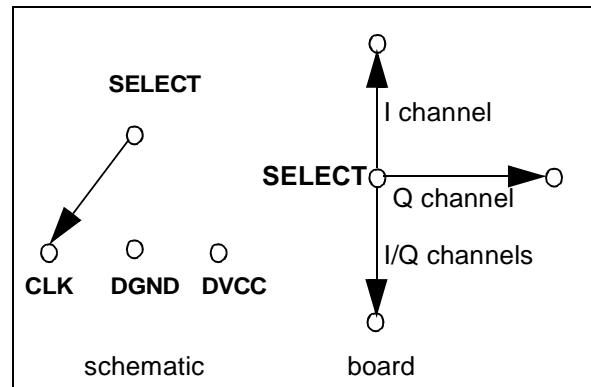 SELECT
CLK DGND DVCC
schematic
I channel
SELECT
Q channel
I/Q channels
board